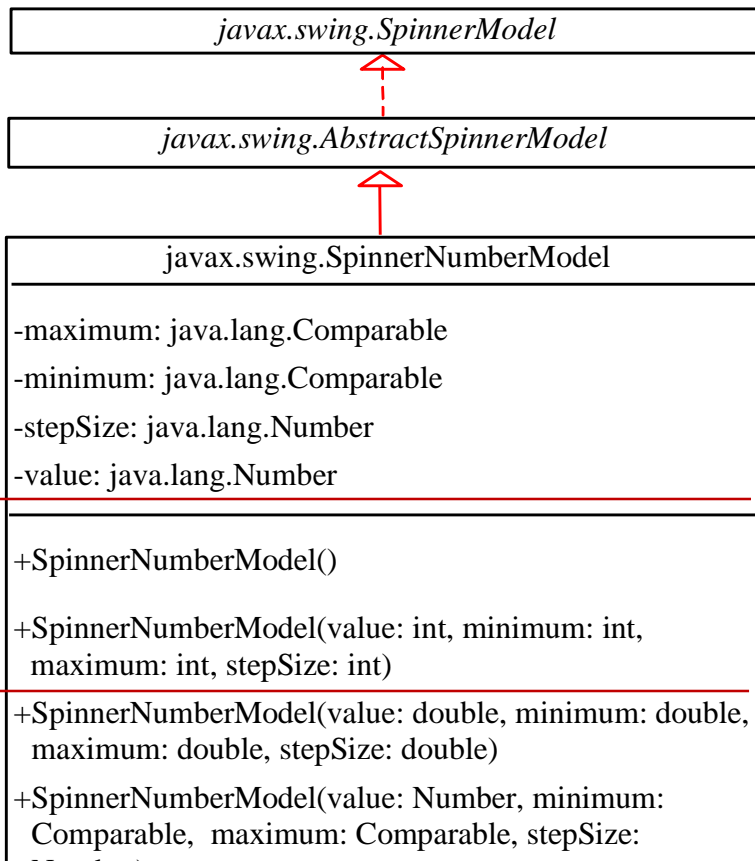 javax.swing.SpinnerModel
javax.swing.AbstractSpinnerModel
javax.swing.SpinnerNumberModel
-maximum: java.lang.Comparable
-minimum: java.lang.Comparable
-stepSize: java.lang.Number
-value: java.lang.Number
+SpinnerNumberModel()
+SpinnerNumberModel(value: int, minimum: int,
maximum: int, stepSize: int)
+SpinnerNumberModel(value: double, minimum: double,
maximum: double, stepSize: double)
+SpinnerNumberModel(value: Number, minimum:
Comparable, maximum: Comparable, stepSize: